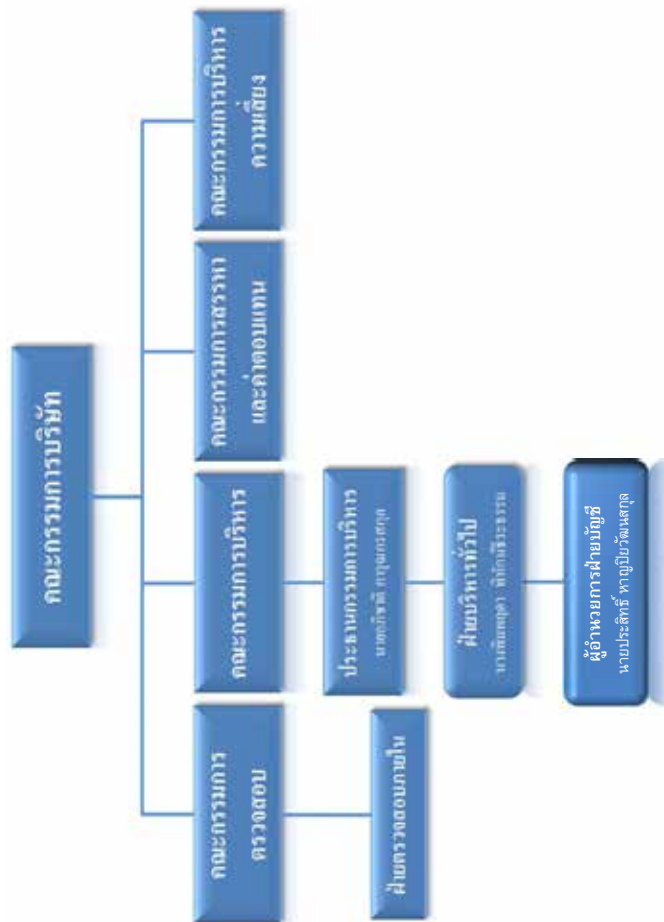 คณะกรรมการบริษัท
คณะกรรมการ
ตรวจสอบ
คณะกรรมการบริหาร
คณะกรรมการสรรหา
และค่าตอบแทน
คณะกรรมการบริหาร
ความเสี่ยง
ฝ่ายตรวจสอบภายใน
ประธานกรรมการบริหาร
ฝ่ายบริหารทั่วไป
ผู้อำนวยการฝ่ายบัญชี
นายประสิทธิ์ หาญปิยวัฒนสกุล